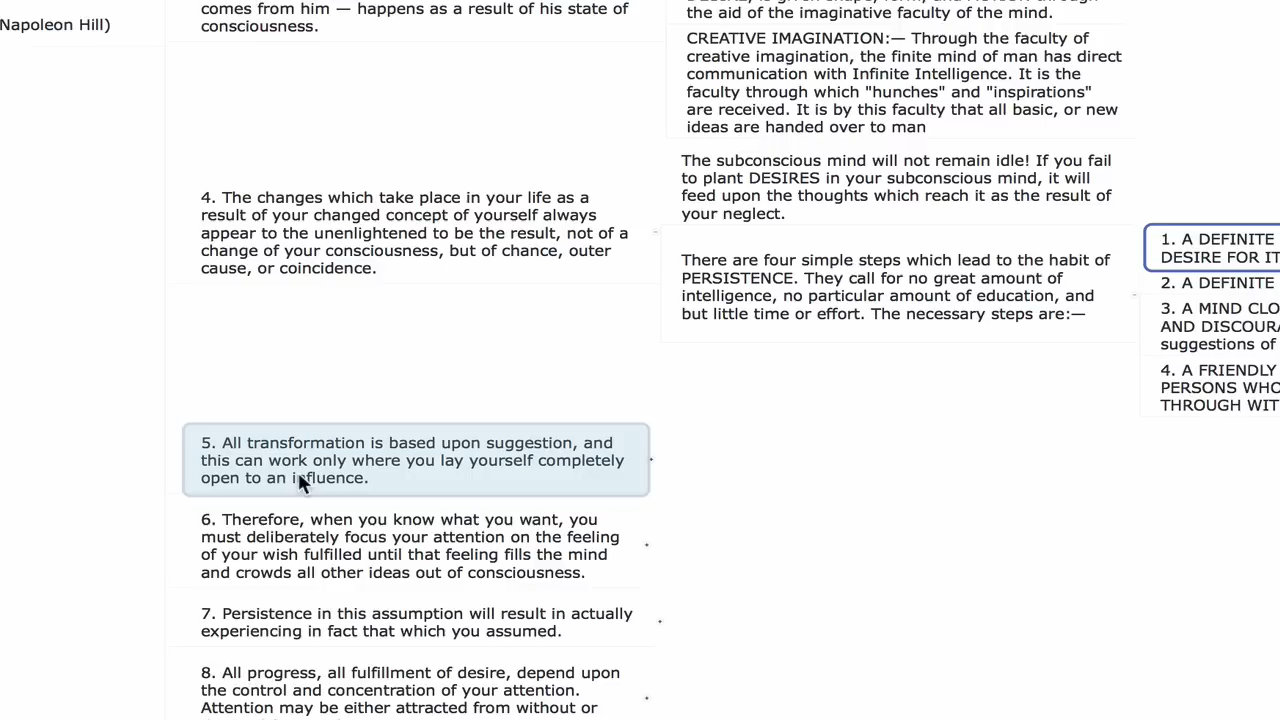 Napoleon Hill)
comes from him — happens as a result of his state of
consciousness.
4. The changes which take place in your life as a
result of your changed concept of yourself always
appear to the unenlightened to be the result, not of a
change of your consciousness, but of chance, outer
cause, or coincidence.
5. All transformation is based upon suggestion, and
this can work only where you lay yourself completely
open to an influence.
6. Therefore, when you know what you want, you
must deliberately focus your attention on the feeling
of your wish fulfilled until that feeling fills the mind
and crowds all other ideas out of consciousness.
7. Persistence in this assumption will result in actually
experiencing in fact that which you assumed.
8. All progress, all fulfillment of desire, depend upon
the control and concentration of your attention.
Attention may be either attracted from without or
the aid of the imaginative faculty of the mind.
CREATIVE IMAGINATION:— Through the faculty of
creative imagination, the finite mind of man has direct
communication with Infinite Intelligence. It is the
faculty through which "hunches" and "inspirations"
are received. It is by this faculty that all basic, or new
ideas are handed over to man
The subconscious mind will not remain idle! If you fail
to plant DESIRES in your subconscious mind, it will
feed upon the thoughts which reach it as the result of
your neglect.
There are four simple steps which lead to the habit of
PERSISTENCE. They call for no great amount of
intelligence, no particular amount of education, and
but little time or effort. The necessary steps are:—
1. A DEFINITE
DESIRE FOR IT
2. A DEFINITE
3. A MIND CLO
AND DISCOURA
suggestions of
4. A FRIENDLY
PERSONS WHO
THROUGH WIT